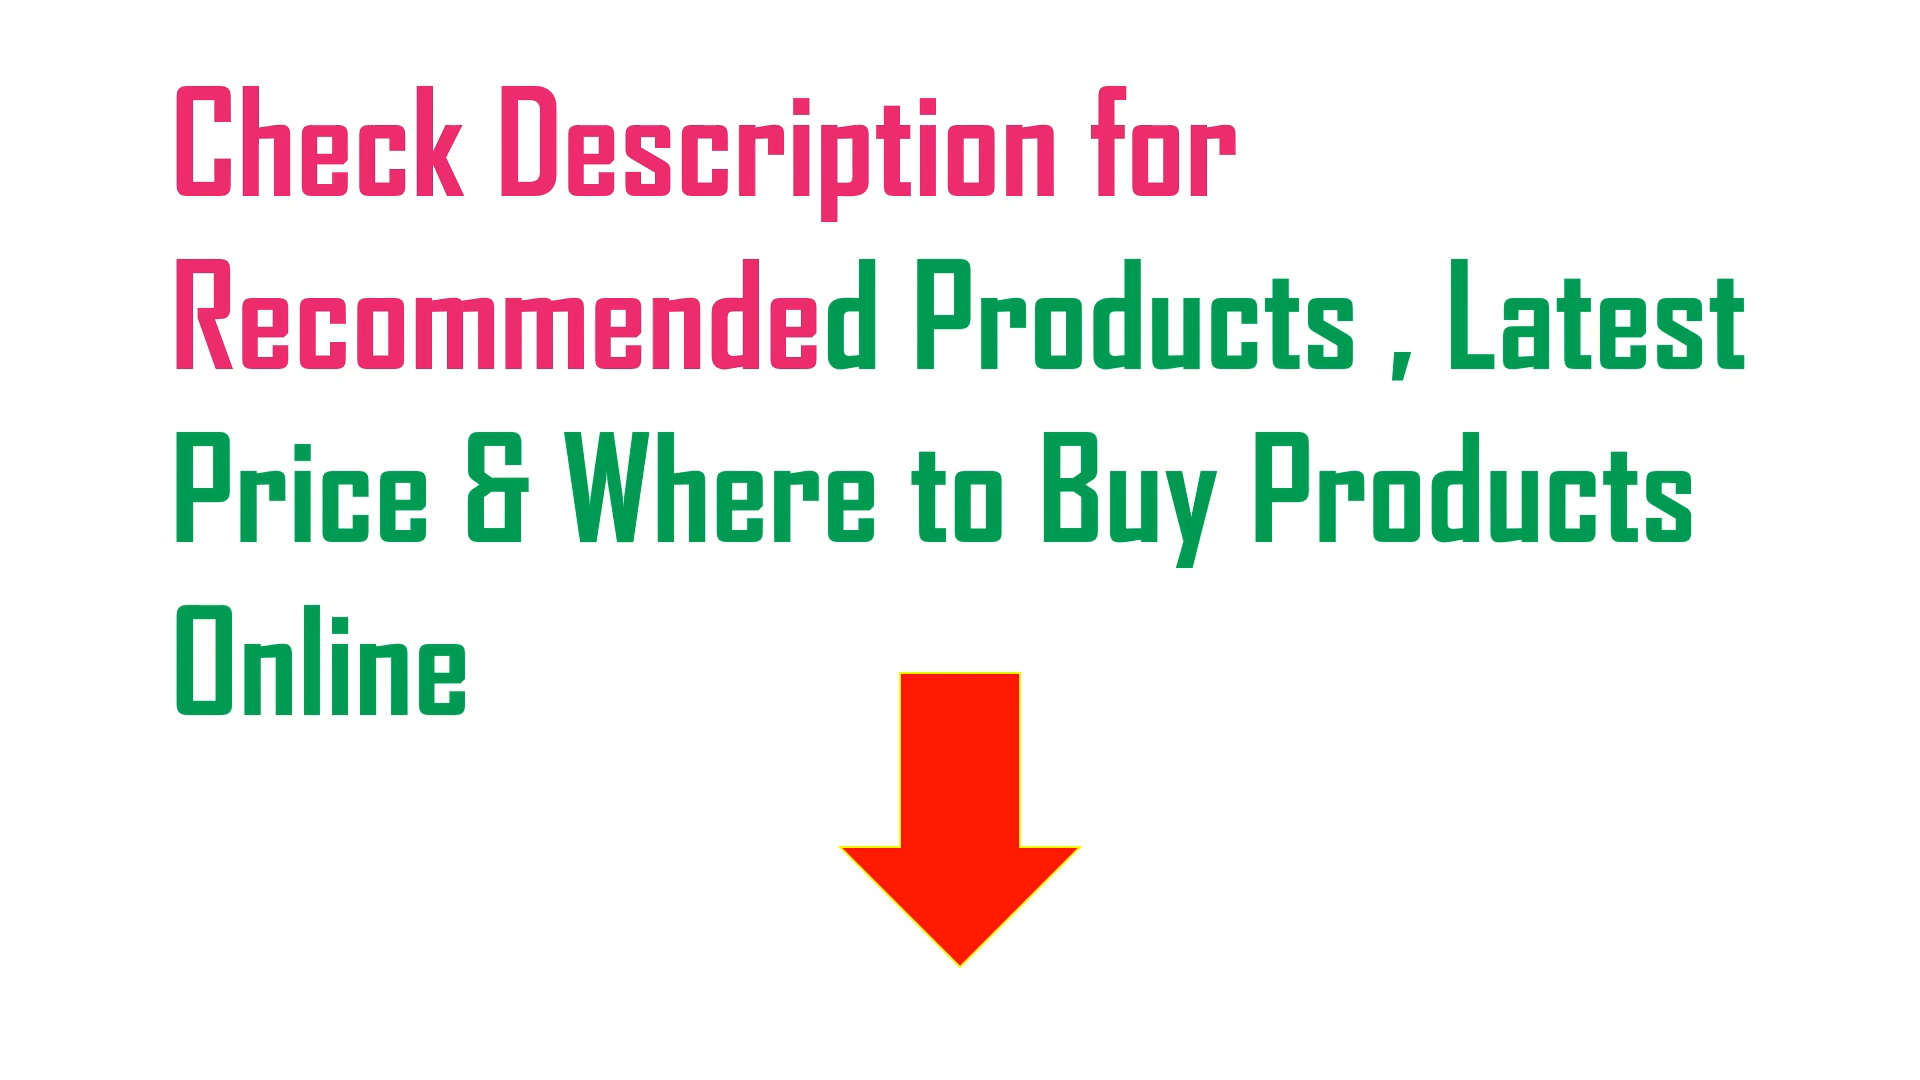 Check Description for
Recommended Products , Latest
Price & Where to Buy Products
Online